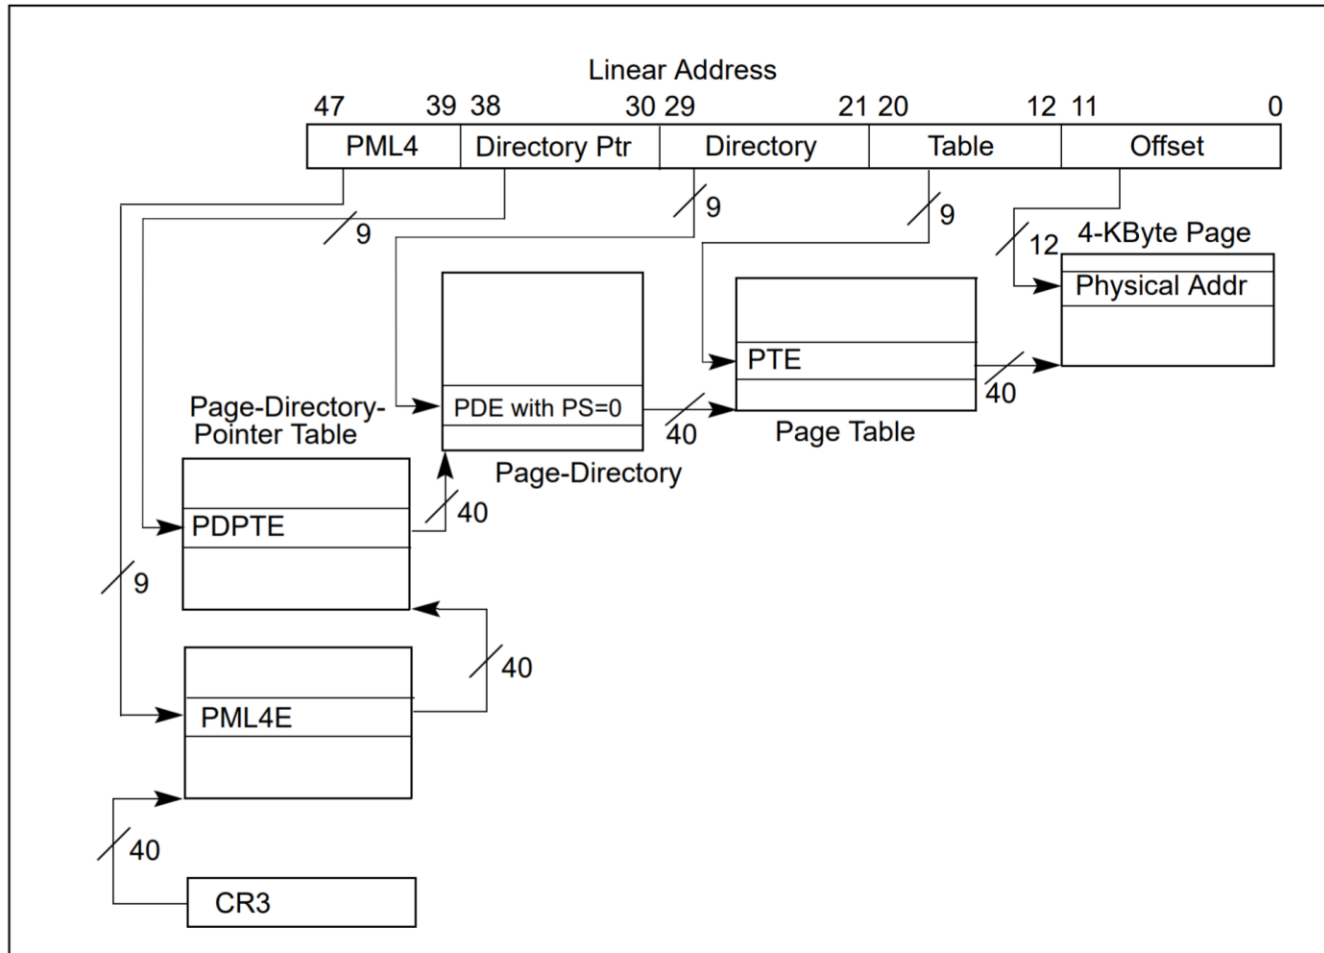 Linear Address
47 39 38 30 29 21 20 12 11 0
PML4 Directory Ptr Directory Table Offset
9 9 9
12
4-KByte Page
Physical Addr
PTE
40
Page Table
PDE with PS=0
40
Page-Directory
Page-Directory-
Pointer Table
PDPTE
40
9
PML4E
40
40
CR3